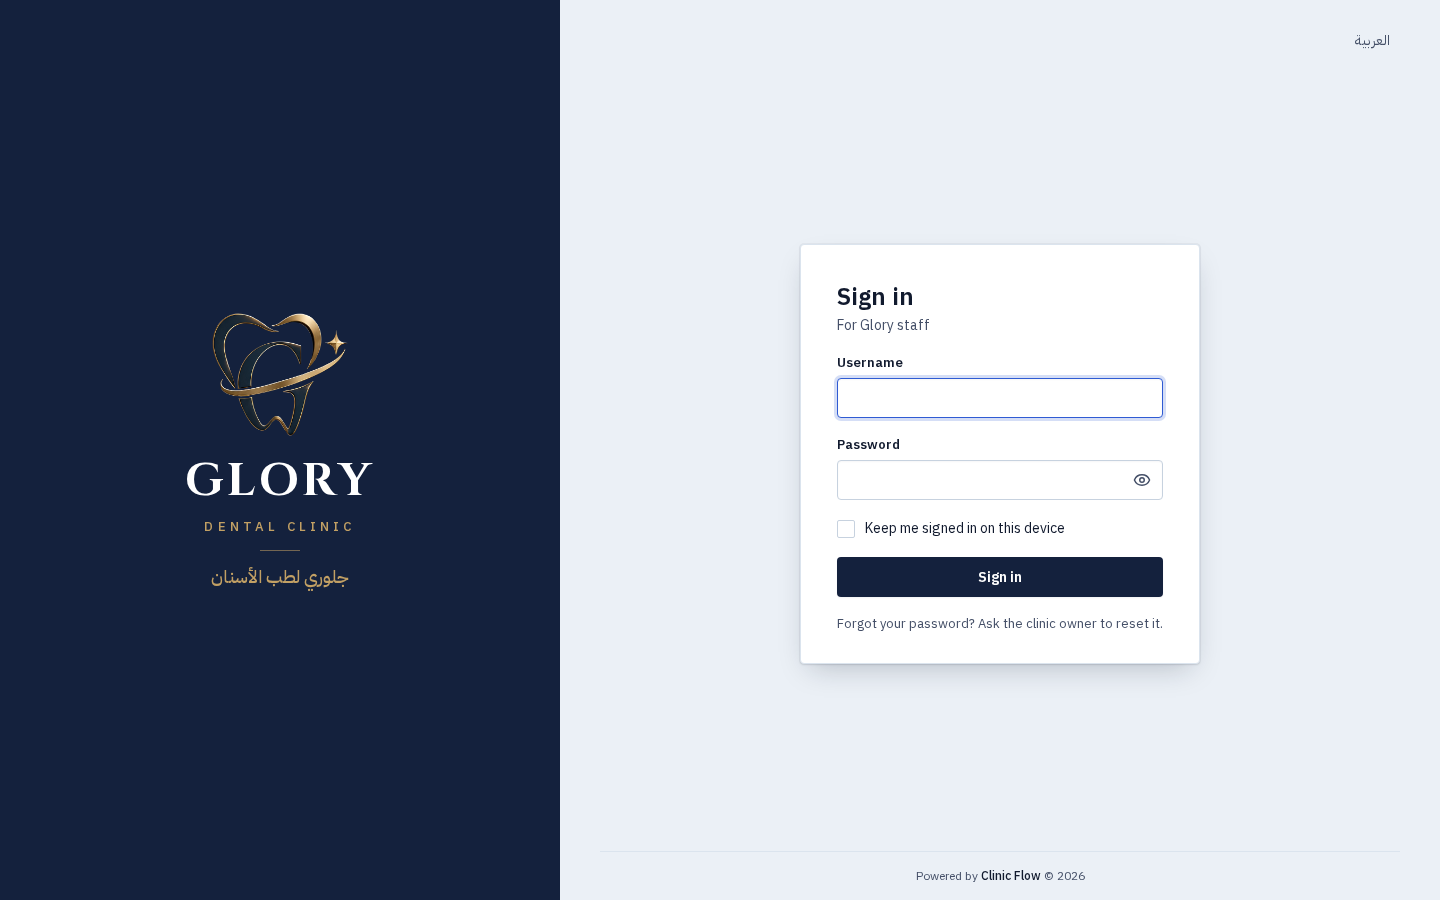 GLORY
DENTAL CLINIC
جلوري لطب الأسنان
العربية
Sign in
For Glory staff
Username
Password
Keep me signed in on this device
Sign in
Forgot your password? Ask the clinic owner to reset it.
Powered by Clinic Flow © 2026